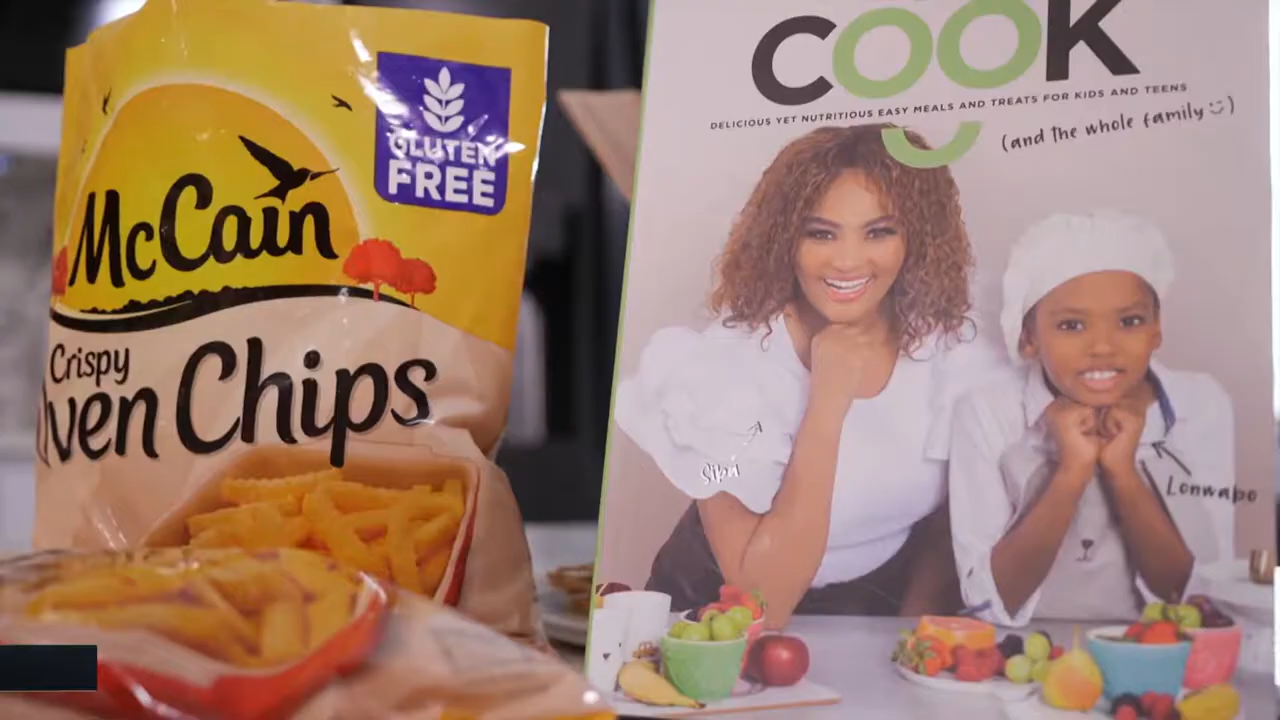 GLUTEN
FREE
McCain
Crispy
Oven Chips
COOK
DELICIOUS YET NUTRITIOUS EASY MEALS AND TREATS FOR KIDS AND TEENS
(and the whole family)
Siba
Lonwabo